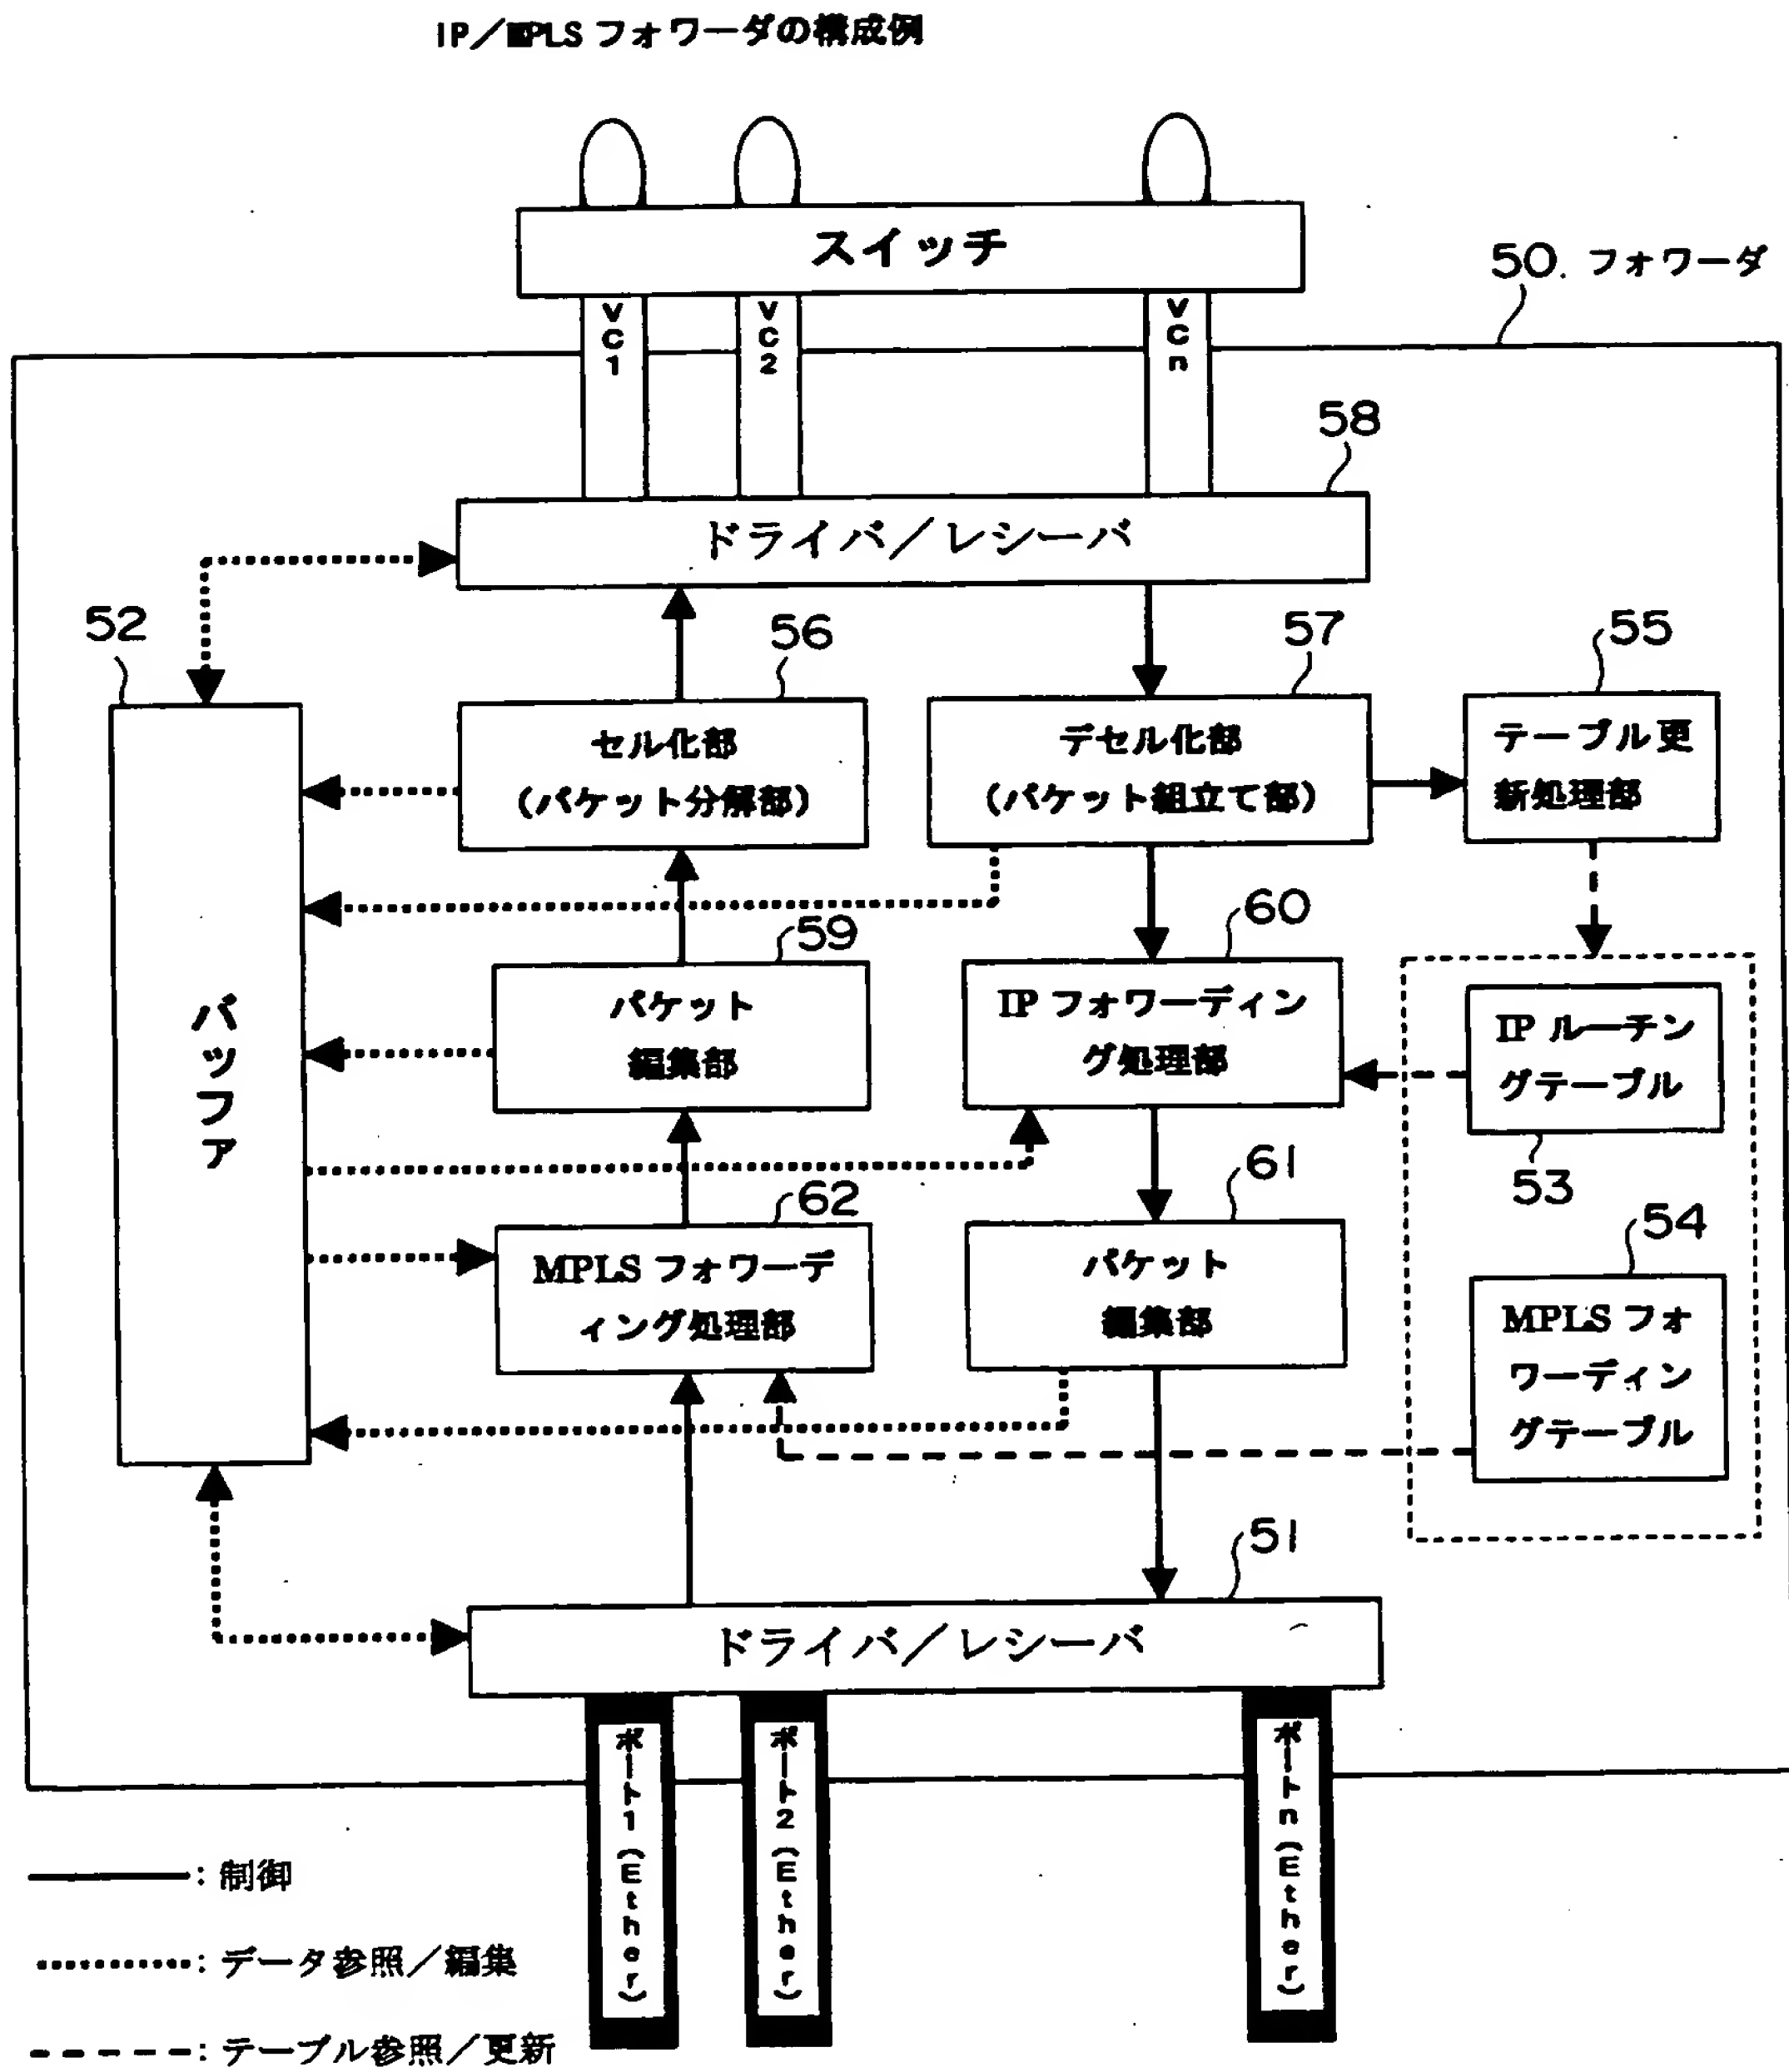 IP／MPLS フォワーダの構成例
スイッチ
50. フォワーダ
VC1
VC2
VCn
58
ドライバ／レシーバ
52
56
57
55
セル化部
(パケット分解部)
デセル化部
(パケット組立て部)
テーブル更
新処理部
59
60
バッファ
パケット
編集部
IP フォワーディン
グ処理部
IP ルーチン
グテーブル
53
62
61
54
MPLS フォワーデ
ィング処理部
パケット
編集部
MPLS フォ
ワーディン
グテーブル
51
ドライバ／レシーバ
ポート1(Ether)
ポート2(Ether)
ポートn(Ether)
: 制御
: データ参照／編集
: テーブル参照／更新